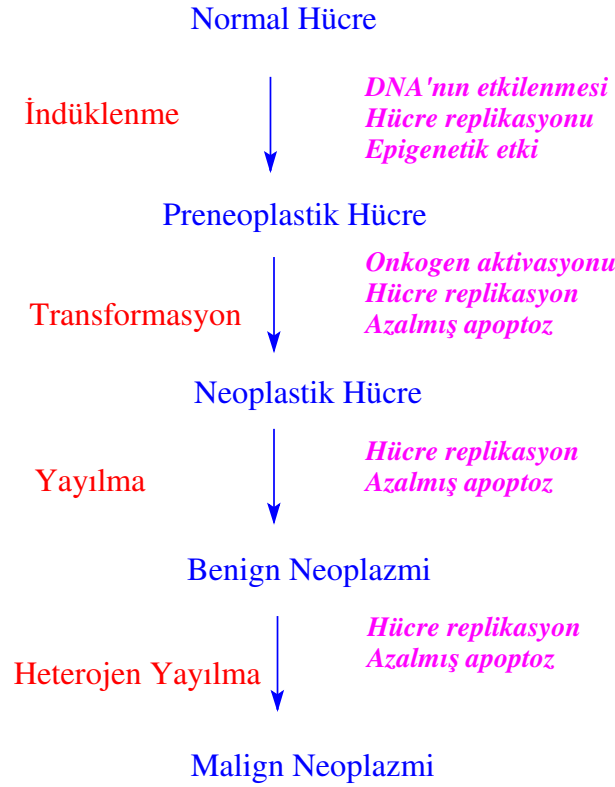 Normal Hücre
İndüklenme
DNA'nın etkilenmesi
Hücre replikasyonu
Epigenetik etki
Preneoplastik Hücre
Transformasyon
Onkogen aktivasyonu
Hücre replikasyon
Azalmış apoptoz
Neoplastik Hücre
Yayılma
Hücre replikasyon
Azalmış apoptoz
Benign Neoplazmi
Heterojen Yayılma
Hücre replikasyon
Azalmış apoptoz
Malign Neoplazmi